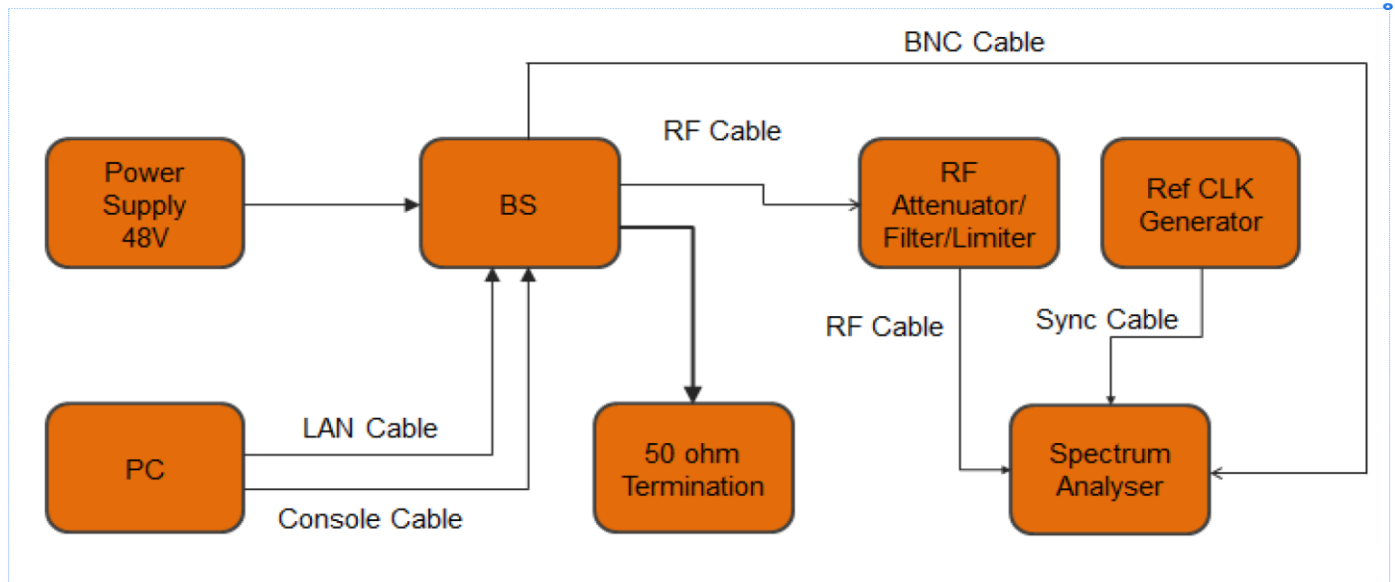 BNC Cable
RF Cable
Power
Supply
48V
BS
RF
Attenuator/
Filter/Limiter
Ref CLK
Generator
RF Cable
Sync Cable
LAN Cable
PC
Console Cable
50 ohm
Termination
Spectrum
Analyser